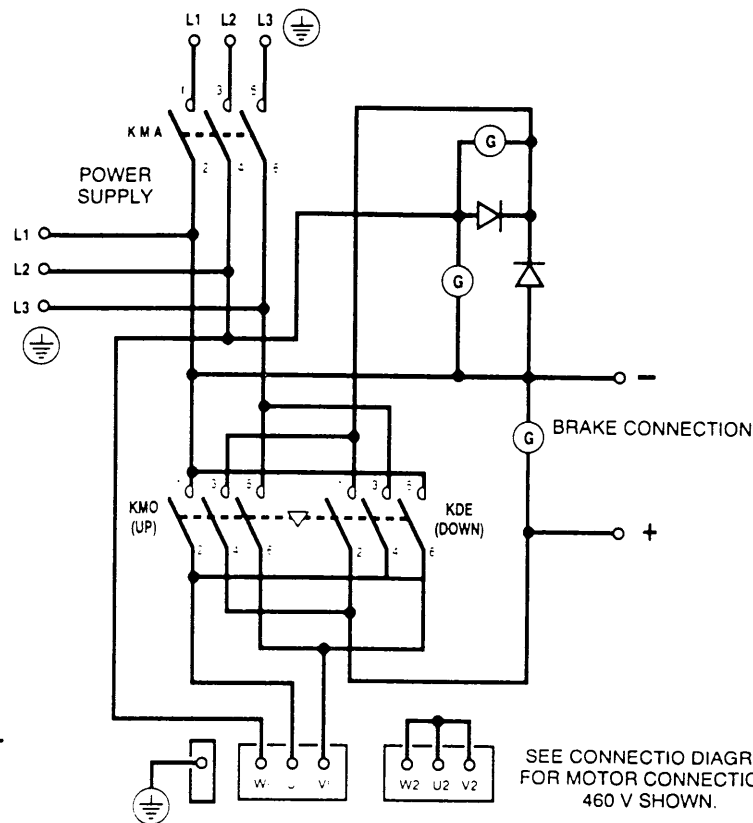 L1 L2 L3
1 3 5
KMA
2 4 6
POWER
SUPPLY
G
L1
L2
G
L3
−
G BRAKE CONNECTION
1 3 5 1 3 5
KMO
(UP)
KDE
(DOWN)
+
2 4 6 2 4 6
W2 U2 V2
SEE CONNECTIO DIAGR
FOR MOTOR CONNECTIO
460 V SHOWN.